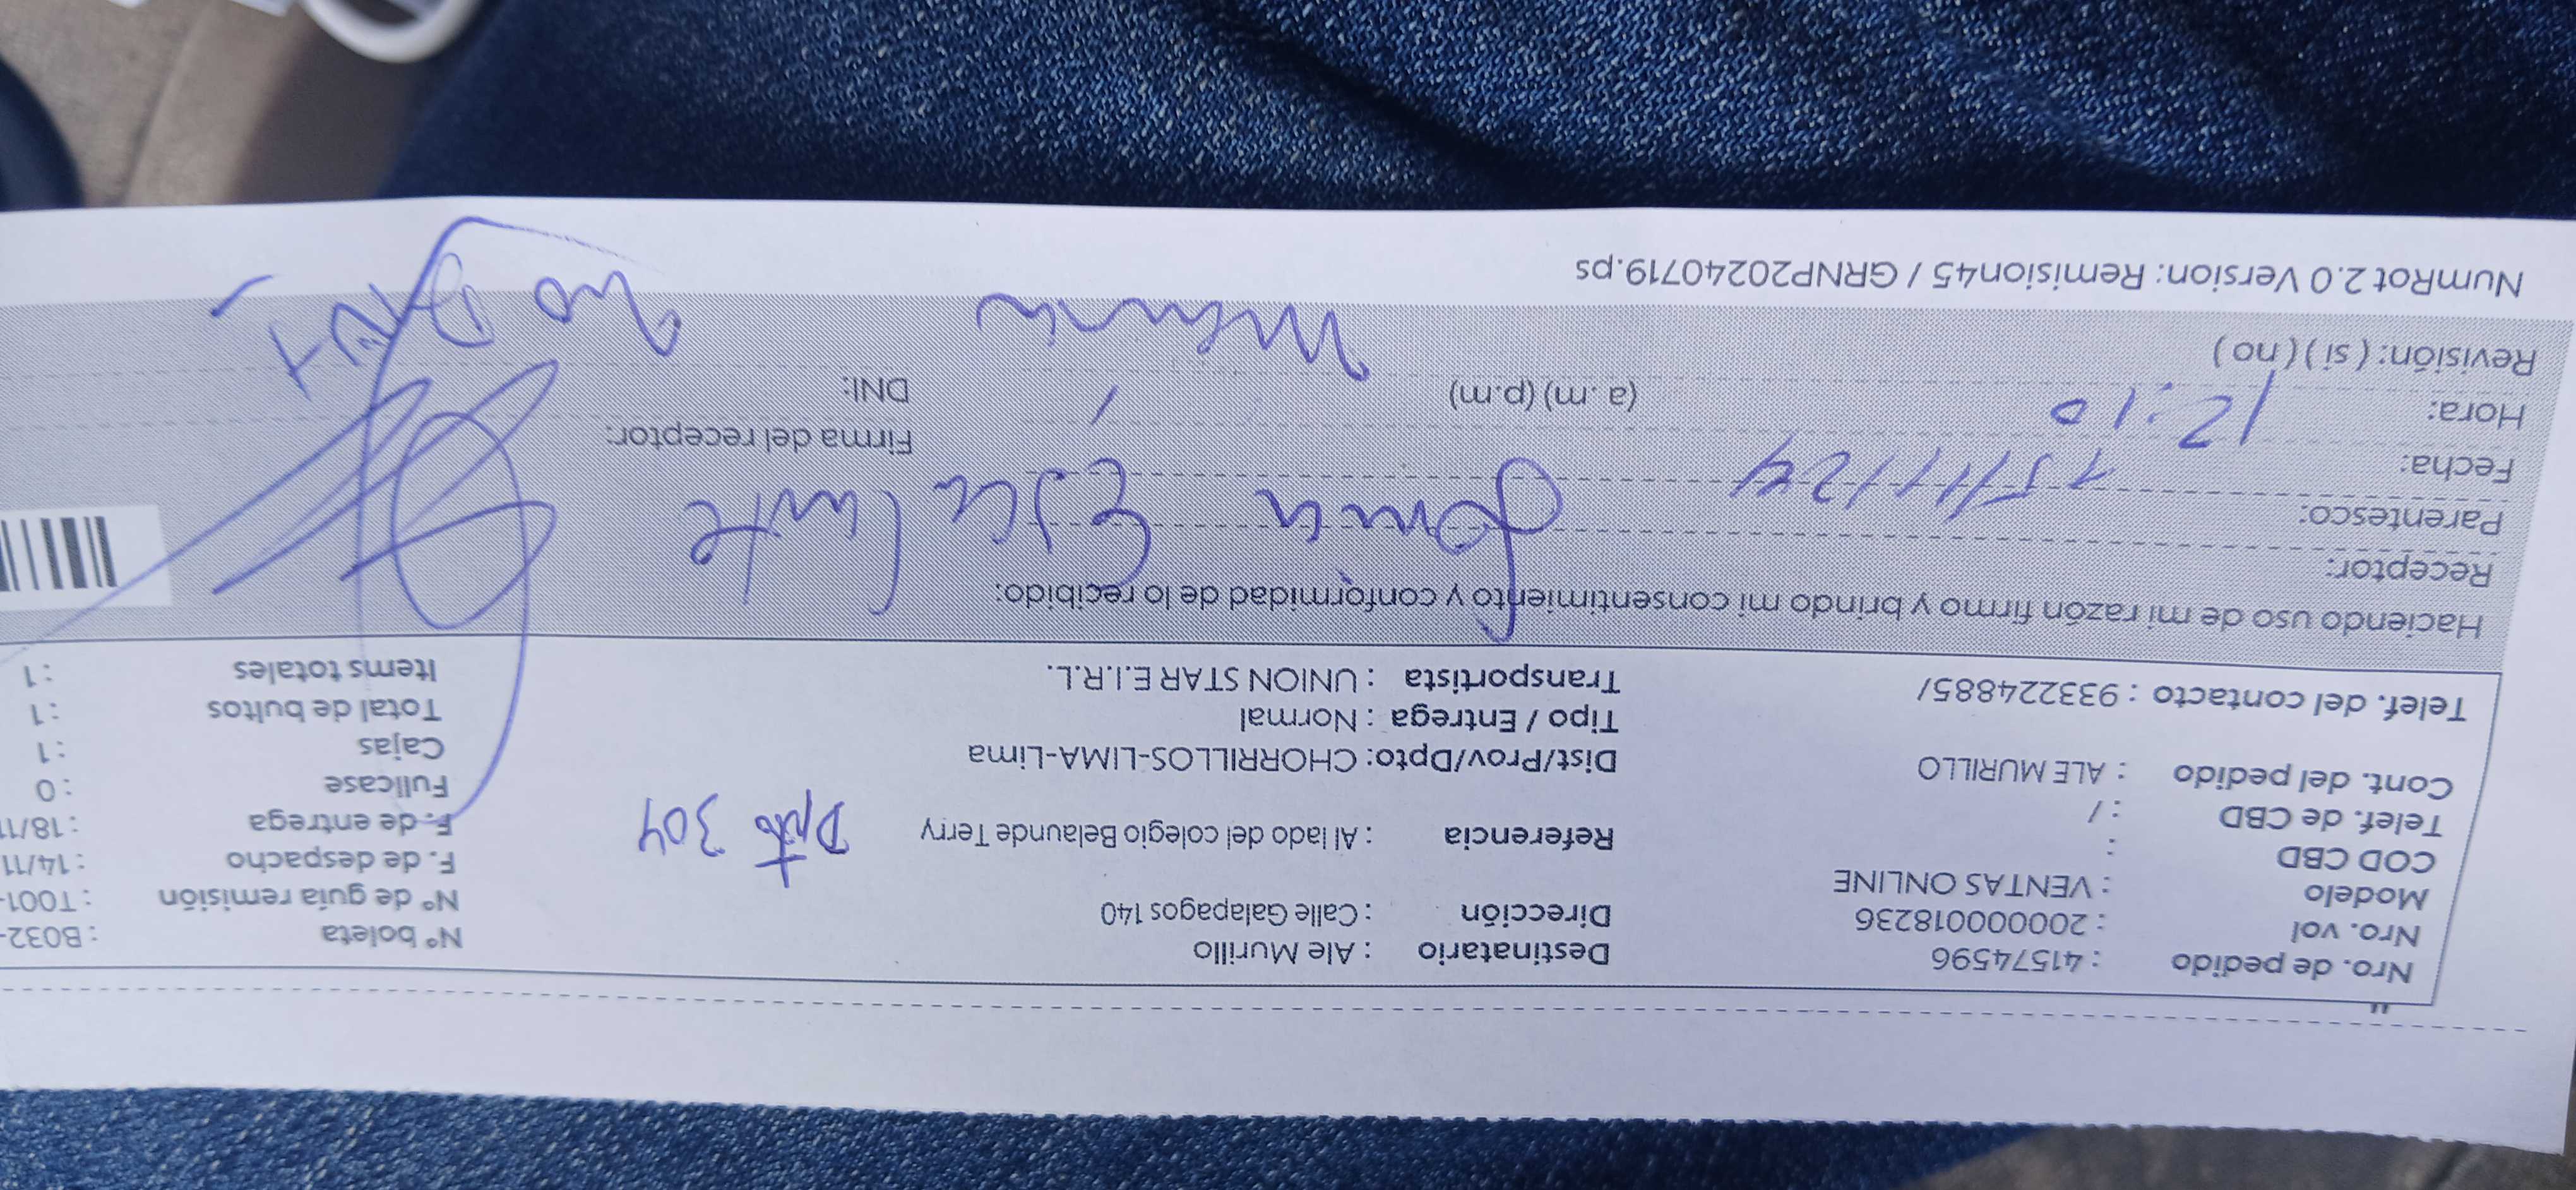 Nro. de pedido : 41574596 Destinatario : Ale Murillo N° boleta : B032-
Nro. vol : 2000000018236 Dirección : Calle Galapagos 140 N° de guía remisión : T001-
Modelo : VENTAS ONLINE F. de despacho : 14/11
COD CBD : Referencia : Al lado del colegio Belaunde Terry Dpto 304 F. de entrega : 18/11
Telef. de CBD : / Fullcase : 0
Cont. del pedido : ALE MURILLO Dist/Prov/Dpto: CHORRILLOS-LIMA-Lima Cajas : 1
Tipo / Entrega : Normal Total de bultos : 1
Telef. del contacto : 933224885/ Transportista : UNION STAR E.I.R.L. Items totales : 1
Haciendo uso de mi razón firmo y brindo mi consentimiento y conformidad de lo recibido:
Receptor:
Parentesco: Escalante
Fecha: 15/11/24 Firma del receptor:
Hora: 12:10 (a. m) (p.m) DNI:
Revisión: ( si ) ( no )
NumRot 2.0 Version: Remision45 / GRNP20240719.ps